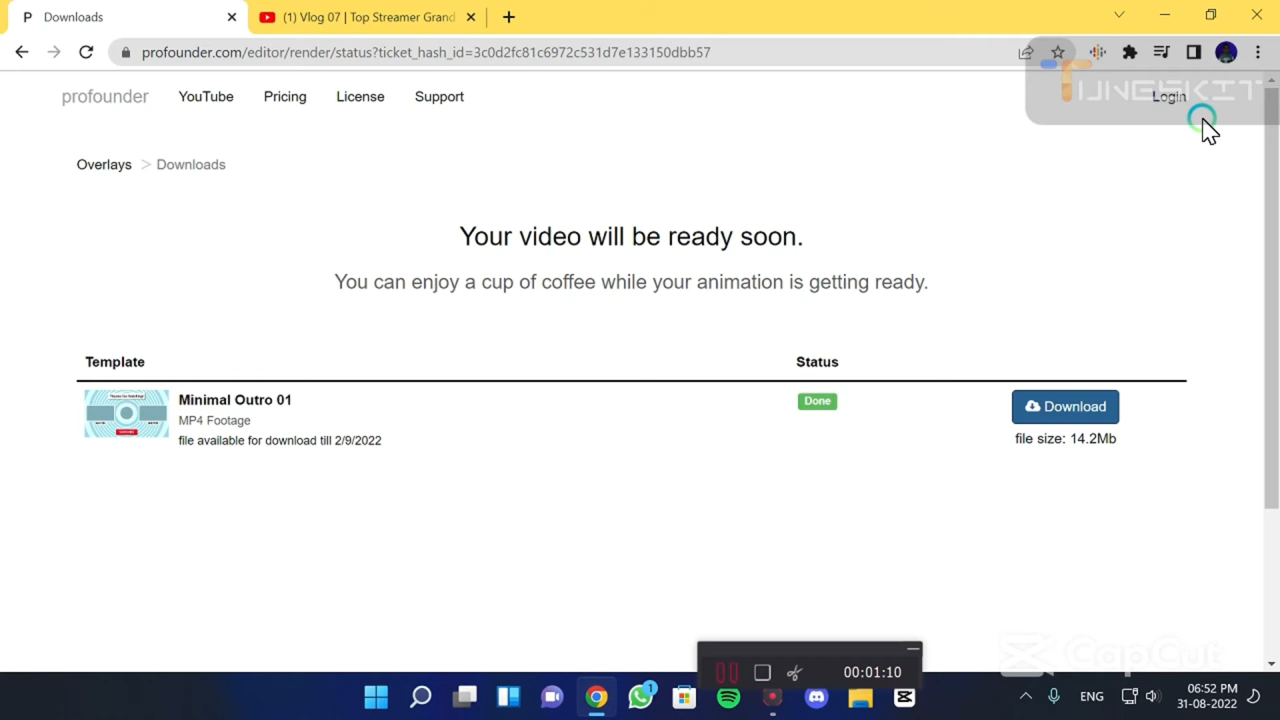 Downloads
(1) Vlog 07 | Top Streamer Grand
profounder.com/editor/render/status?ticket_hash_id=3c0d2fc81c6972c531d7e133150dbb57
profounder YouTube Pricing License Support Login
TUNESKIT
Overlays > Downloads
Your video will be ready soon.
You can enjoy a cup of coffee while your animation is getting ready.
Template Status
Minimal Outro 01 Done Download
MP4 Footage file size: 14.2Mb
file available for download till 2/9/2022
CapCut
00:01:10
1
ENG
06:52 PM
31-08-2022